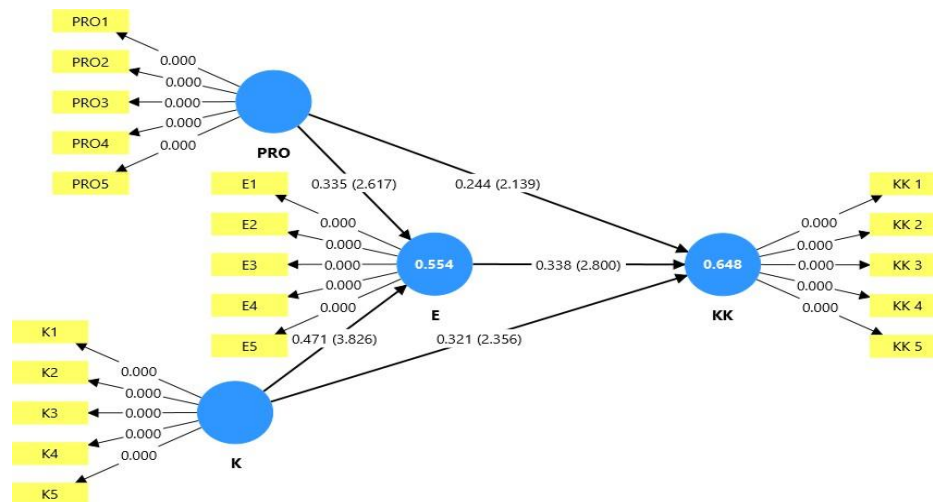 PRO1
0.000
PRO2
0.000
PRO3
0.000
PRO4
0.000
PRO5
0.000
PRO
0.335 (2.617)
0.244 (2.139)
E1
0.000
E2
0.000
E3
0.000
E4
0.000
E5
0.000
0.554
E
0.338 (2.800)
0.648
KK
KK 1
0.000
KK 2
0.000
KK 3
0.000
KK 4
0.000
KK 5
0.000
0.471 (3.826)
0.321 (2.356)
K1
0.000
K2
0.000
K3
0.000
K4
0.000
K5
0.000
K